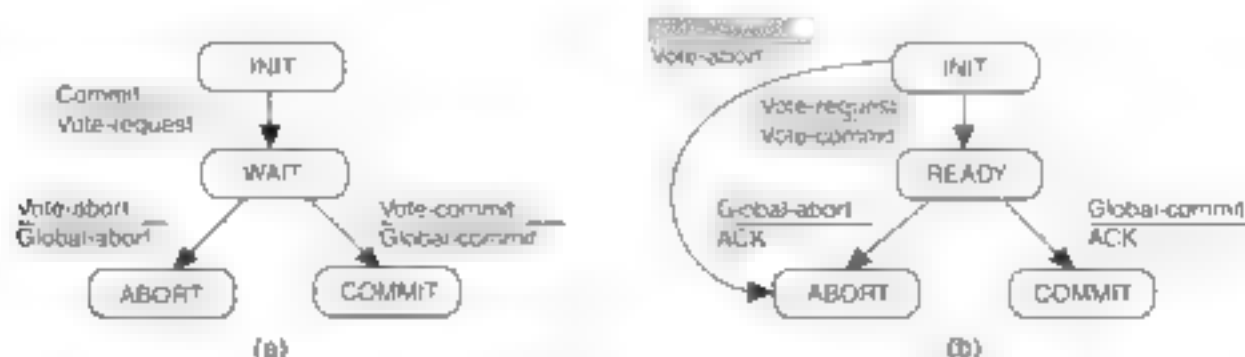 INIT
Commit
Vote-request
WAIT
Vote-abort
Global-abort
Vote-commit
Global-commit
ABORT
COMMIT
(a)
Vote-abort
INIT
Vote-request
Vote-commit
READY
Global-abort
ACK
Global-commit
ACK
ABORT
COMMIT
(b)